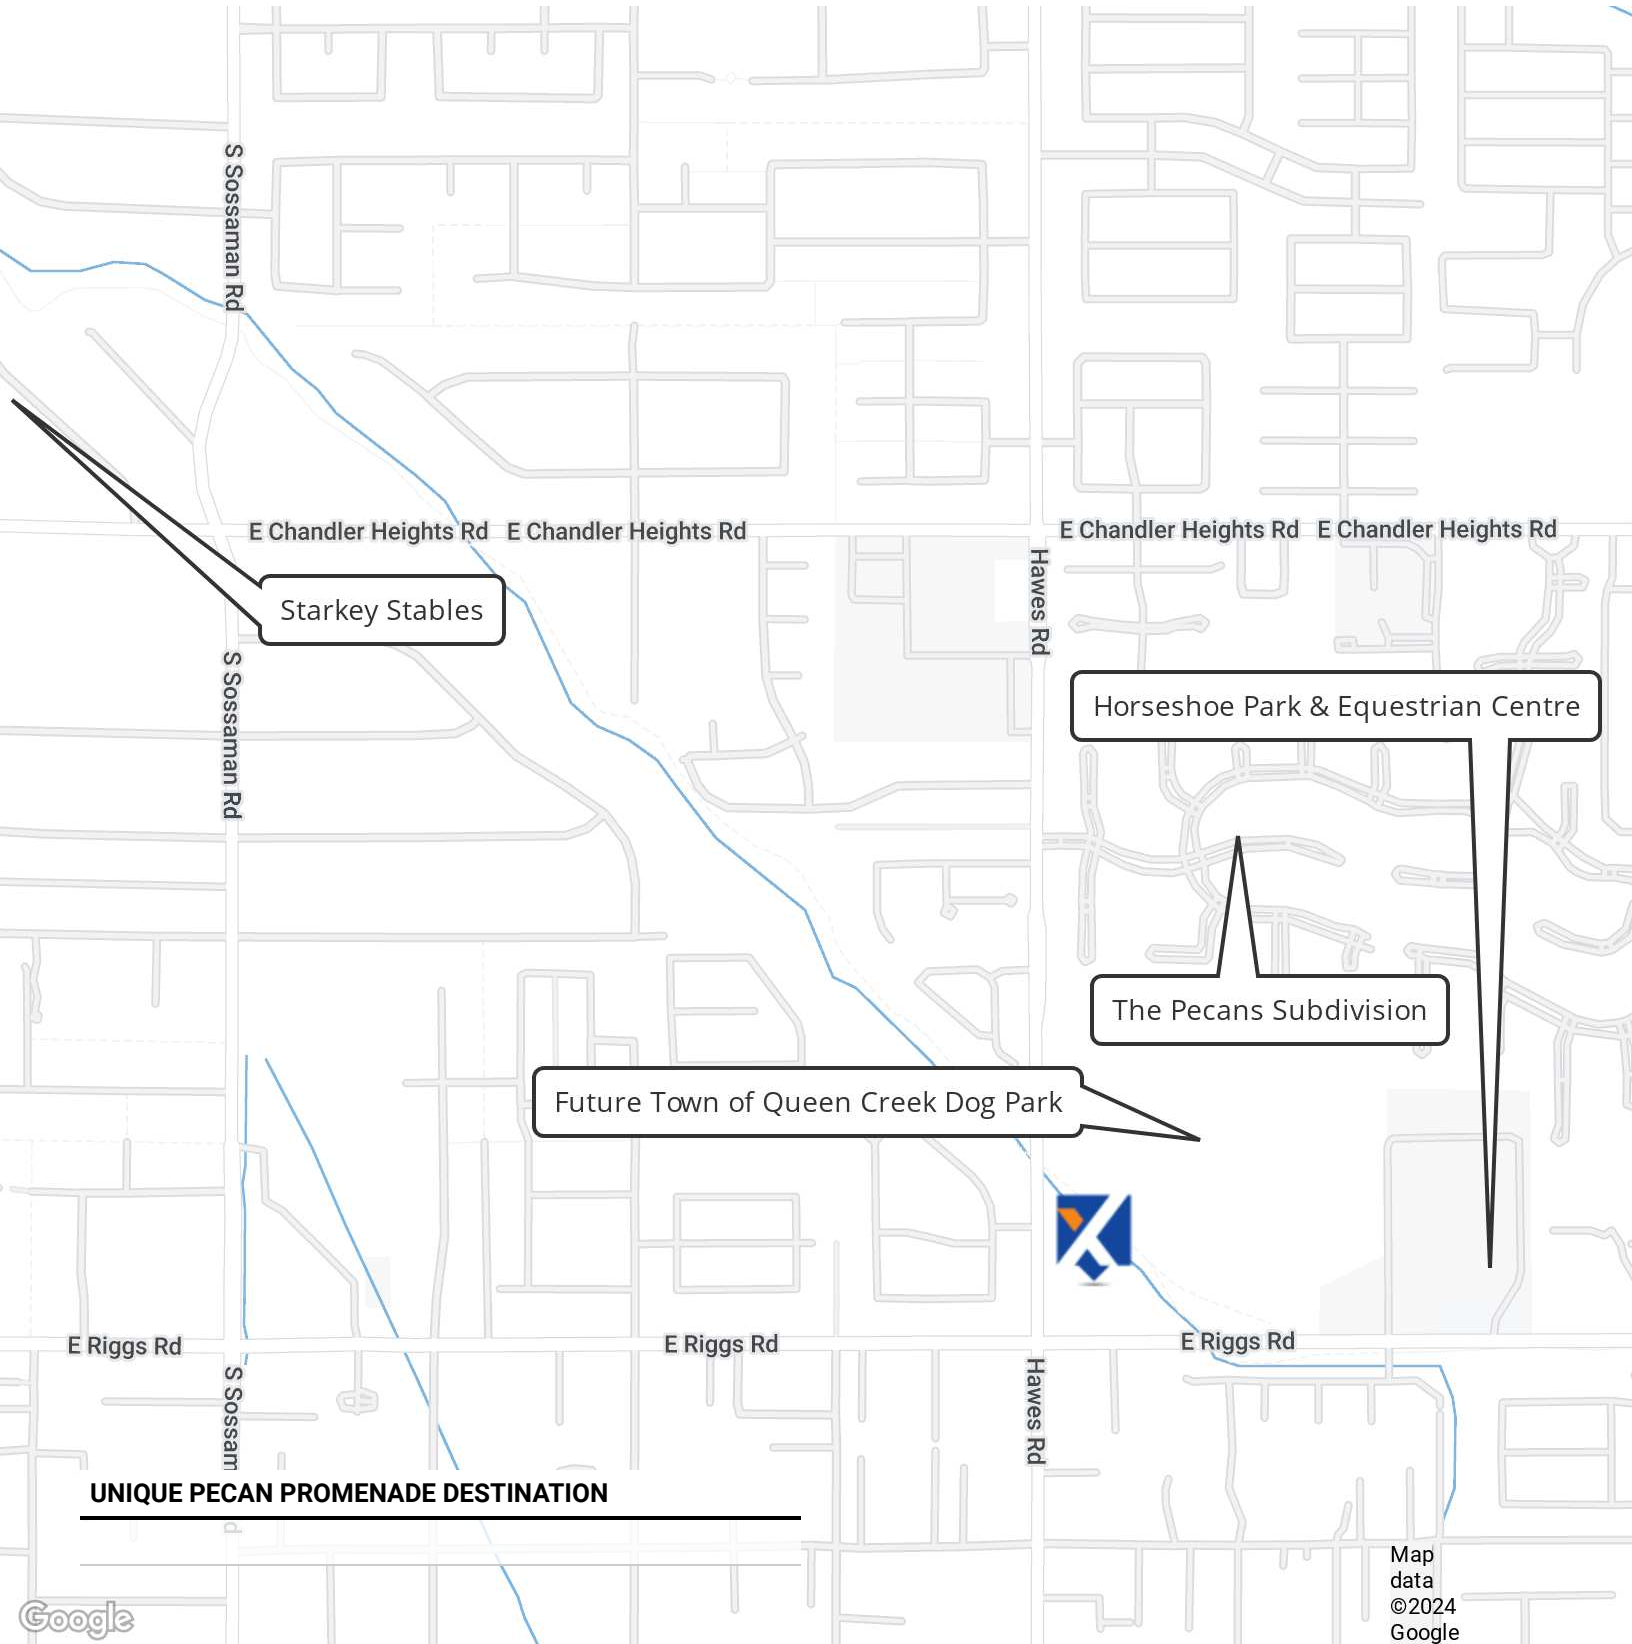 S Sossaman Rd
E Chandler Heights Rd
E Chandler Heights Rd
E Chandler Heights Rd
E Chandler Heights Rd
Hawes Rd
Starkey Stables
S Sossaman Rd
Horseshoe Park & Equestrian Centre
The Pecans Subdivision
Future Town of Queen Creek Dog Park
E Riggs Rd
E Riggs Rd
E Riggs Rd
S Sossam
Hawes Rd
UNIQUE PECAN PROMENADE DESTINATION
Map
data
©2024
Google
Google